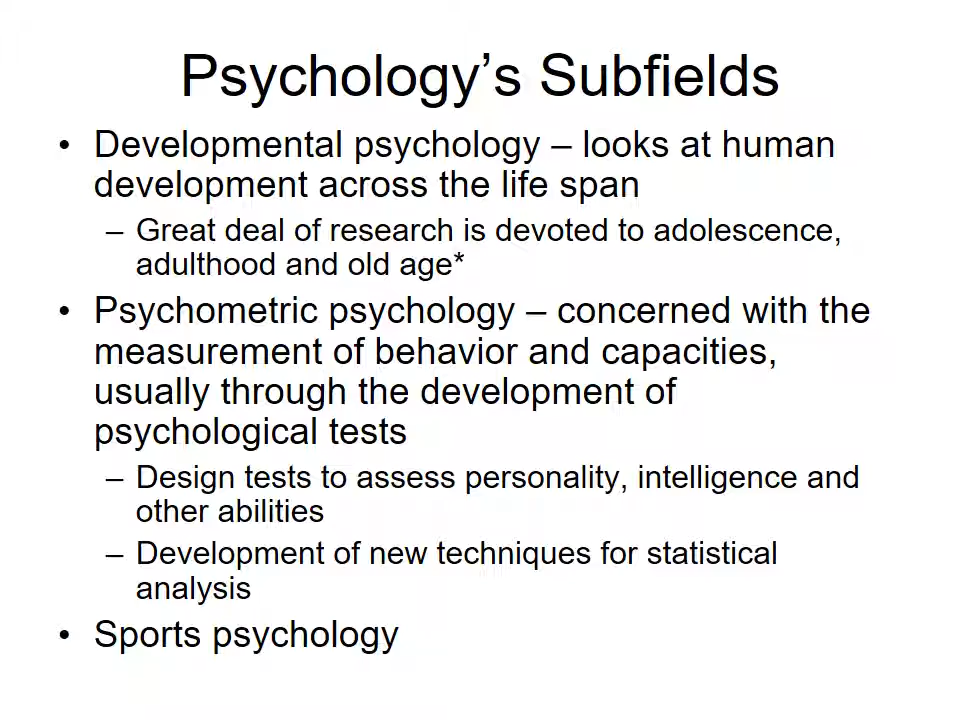 Psychology’s Subfields
• Developmental psychology – looks at human
development across the life span
– Great deal of research is devoted to adolescence,
adulthood and old age*
• Psychometric psychology – concerned with the
measurement of behavior and capacities,
usually through the development of
psychological tests
– Design tests to assess personality, intelligence and
other abilities
– Development of new techniques for statistical
analysis
• Sports psychology